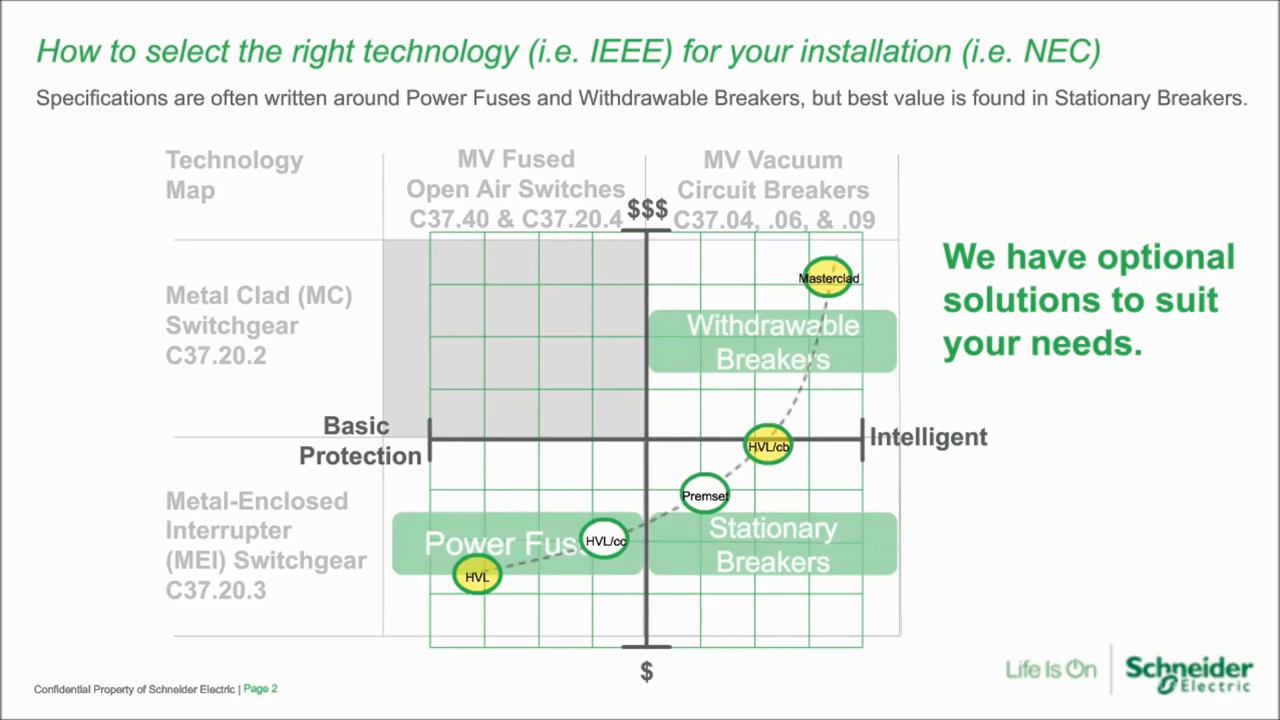 How to select the right technology (i.e. IEEE) for your installation (i.e. NEC)
Specifications are often written around Power Fuses and Withdrawable Breakers, but best value is found in Stationary Breakers.
Technology
Map
MV Fused
Open Air Switches
C37.40 & C37.20.4
MV Vacuum
Circuit Breakers
C37.04, .06, & .09
$$$
Metal Clad (MC)
Switchgear
C37.20.2
Masterclad
Withdrawable
Breakers
We have optional
solutions to suit
your needs.
Basic
Protection
HVL/cb
Intelligent
Metal-Enclosed
Interrupter
(MEI) Switchgear
C37.20.3
Premset
Power Fus
HVL/cc
HVL
Stationary
Breakers
$
Confidential Property of Schneider Electric | Page 2
Life Is On
Schneider
Electric